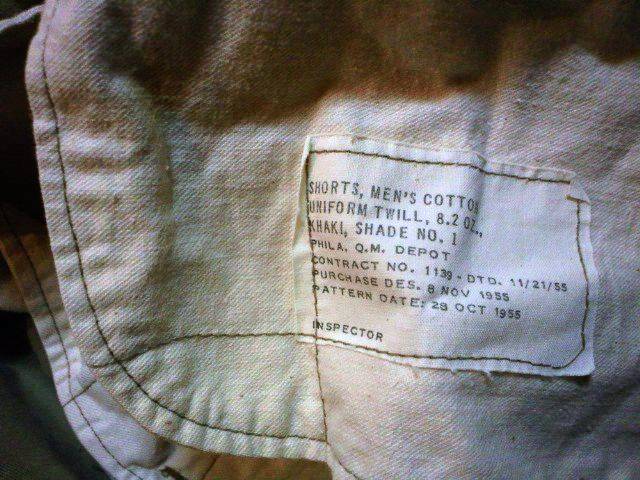 SHORTS, MEN'S COTTON
UNIFORM TWILL, 8.2 OZ.,
KHAKI, SHADE NO. 1
PHILA. Q.M. DEPOT
CONTRACT NO. 1139 - DTD. 11/21/55
PURCHASE DES. 8 NOV 1955
PATTERN DATE: 28 OCT 1955
INSPECTOR